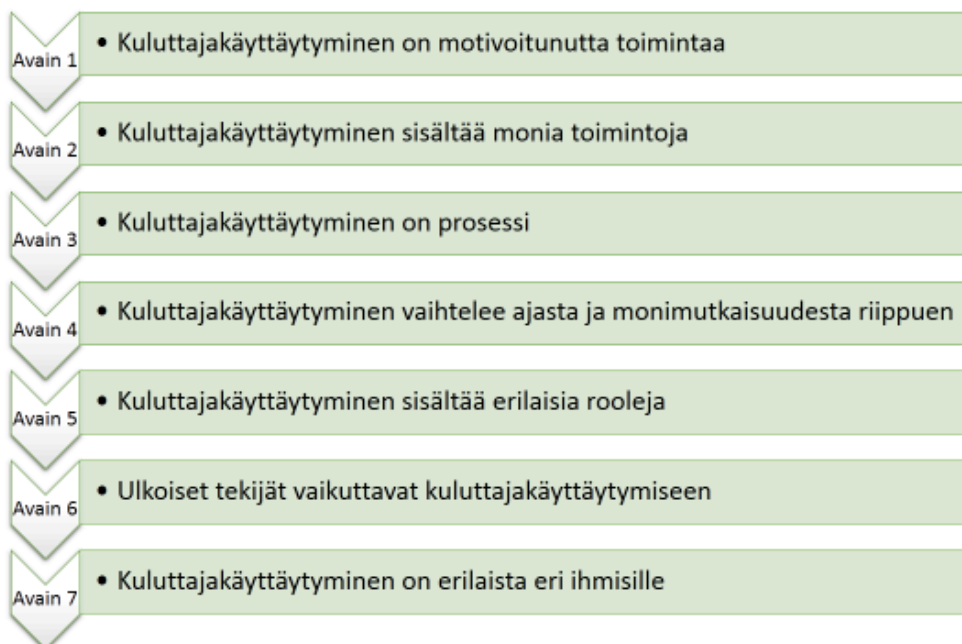 Avain 1
• Kuluttajakäyttäytyminen on motivoitunutta toimintaa
Avain 2
• Kuluttajakäyttäytyminen sisältää monia toimintoja
Avain 3
• Kuluttajakäyttäytyminen on prosessi
Avain 4
• Kuluttajakäyttäytyminen vaihtelee ajasta ja monimutkaisuudesta riippuen
Avain 5
• Kuluttajakäyttäytyminen sisältää erilaisia rooleja
Avain 6
• Ulkoiset tekijät vaikuttavat kuluttajakäyttäytymiseen
Avain 7
• Kuluttajakäyttäytyminen on erilaista eri ihmisille